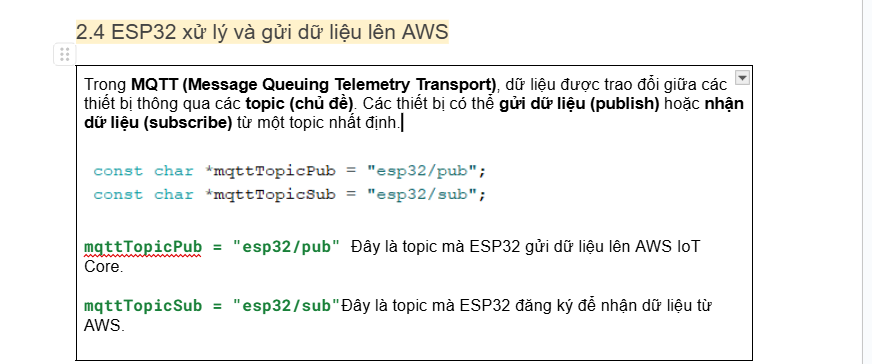 2.4 ESP32 xử lý và gửi dữ liệu lên AWS
Trong MQTT (Message Queuing Telemetry Transport), dữ liệu được trao đổi giữa các
thiết bị thông qua các topic (chủ đề). Các thiết bị có thể gửi dữ liệu (publish) hoặc nhận
dữ liệu (subscribe) từ một topic nhất định.
const char *mqttTopicPub = "esp32/pub";
const char *mqttTopicSub = "esp32/sub";
mqttTopicPub = "esp32/pub" Đây là topic mà ESP32 gửi dữ liệu lên AWS IoT
Core.
mqttTopicSub = "esp32/sub"Đây là topic mà ESP32 đăng ký để nhận dữ liệu từ
AWS.